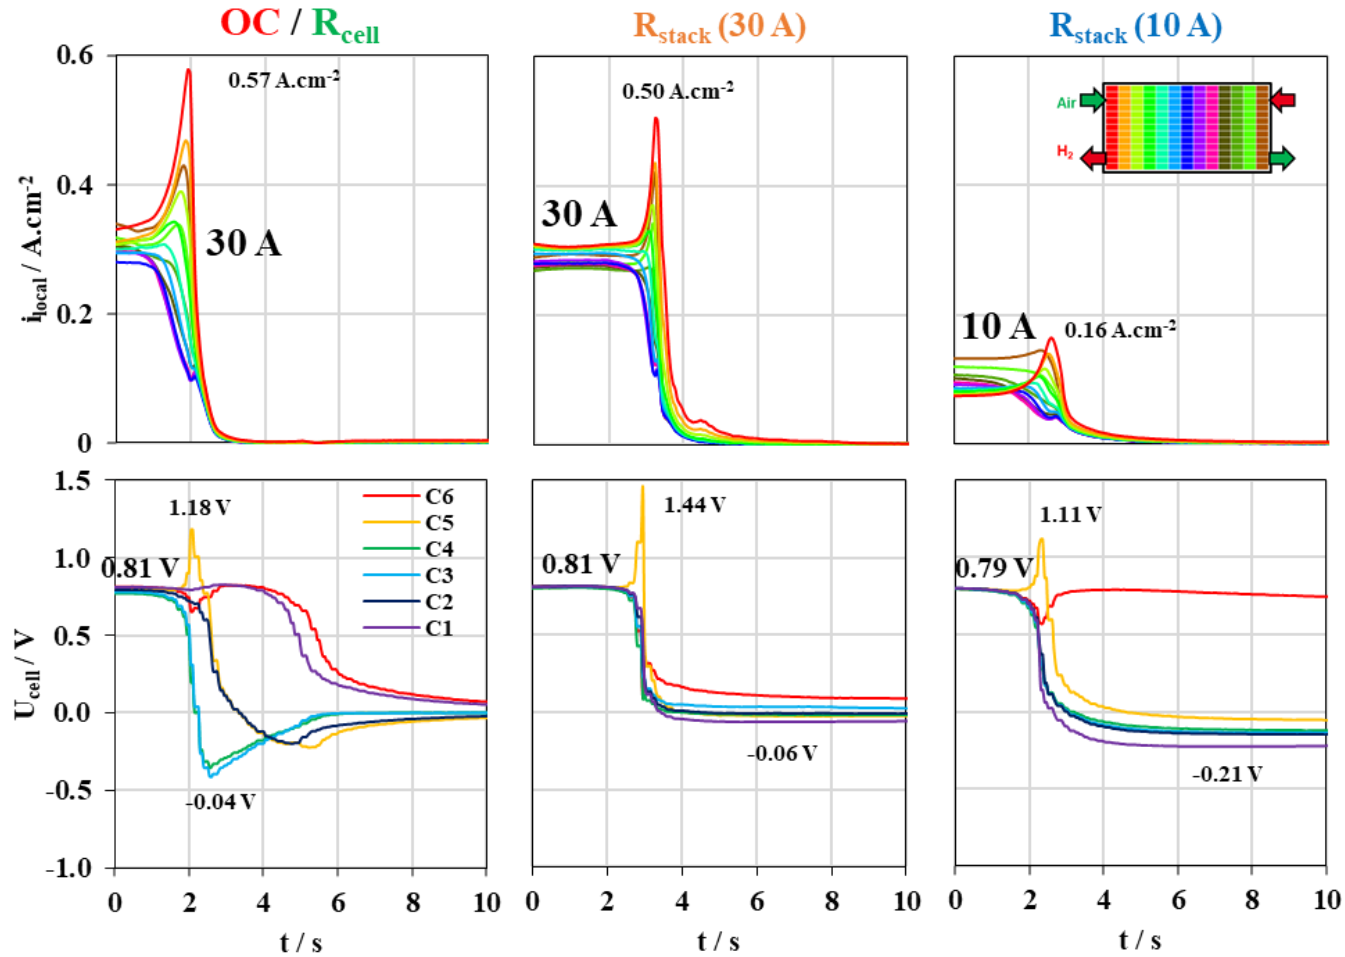 OC / Rcell
Rstack (30 A)
Rstack (10 A)
ilocal / A.cm-2
0.6
0.4
0.2
0
0.57 A.cm-2
30 A
0.50 A.cm-2
30 A
Air
H2
10 A
0.16 A.cm-2
Ucell / V
1.5
1.0
0.5
0.0
-0.5
-1.0
1.18 V
0.81 V
C6
C5
C4
C3
C2
C1
-0.04 V
1.44 V
0.81 V
-0.06 V
1.11 V
0.79 V
-0.21 V
0 2 4 6 8 10
0 2 4 6 8 10
0 2 4 6 8 10
t / s
t / s
t / s